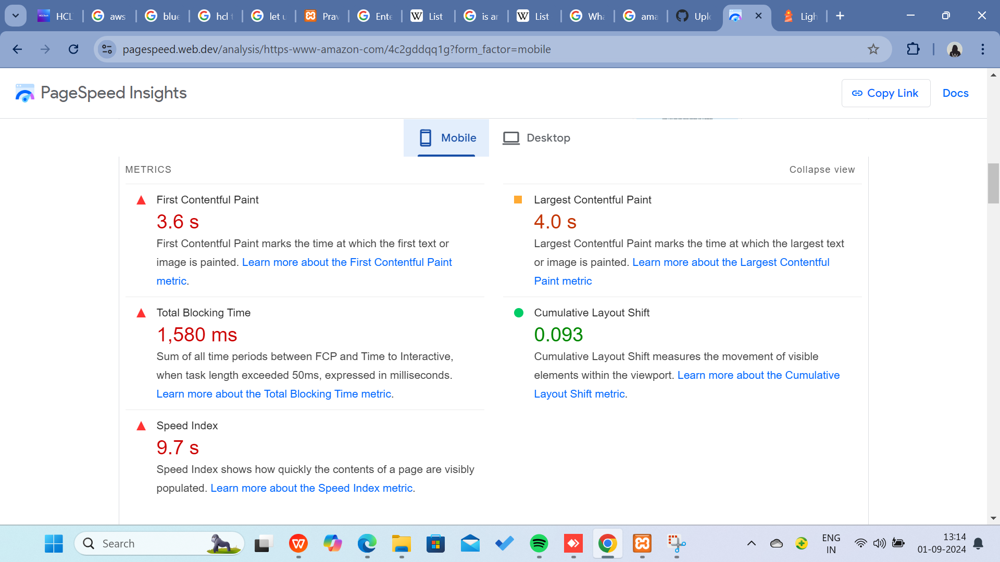 HCL
aws
blue
hcl t
let u
Prav
Ente
List
is ar
List
Wha
ama
Uplo
Ligh
pagespeed.web.dev/analysis/https-www-amazon-com/4c2gddqq1g?form_factor=mobile
PageSpeed Insights
Copy Link
Docs
Mobile
Desktop
METRICS
Collapse view
First Contentful Paint
3.6 s
First Contentful Paint marks the time at which the first text or
image is painted. Learn more about the First Contentful Paint
metric.
Largest Contentful Paint
4.0 s
Largest Contentful Paint marks the time at which the largest text
or image is painted. Learn more about the Largest Contentful
Paint metric
Total Blocking Time
1,580 ms
Sum of all time periods between FCP and Time to Interactive,
when task length exceeded 50ms, expressed in milliseconds.
Learn more about the Total Blocking Time metric.
Cumulative Layout Shift
0.093
Cumulative Layout Shift measures the movement of visible
elements within the viewport. Learn more about the Cumulative
Layout Shift metric.
Speed Index
9.7 s
Speed Index shows how quickly the contents of a page are visibly
populated. Learn more about the Speed Index metric.
Search
ENG
IN
13:14
01-09-2024